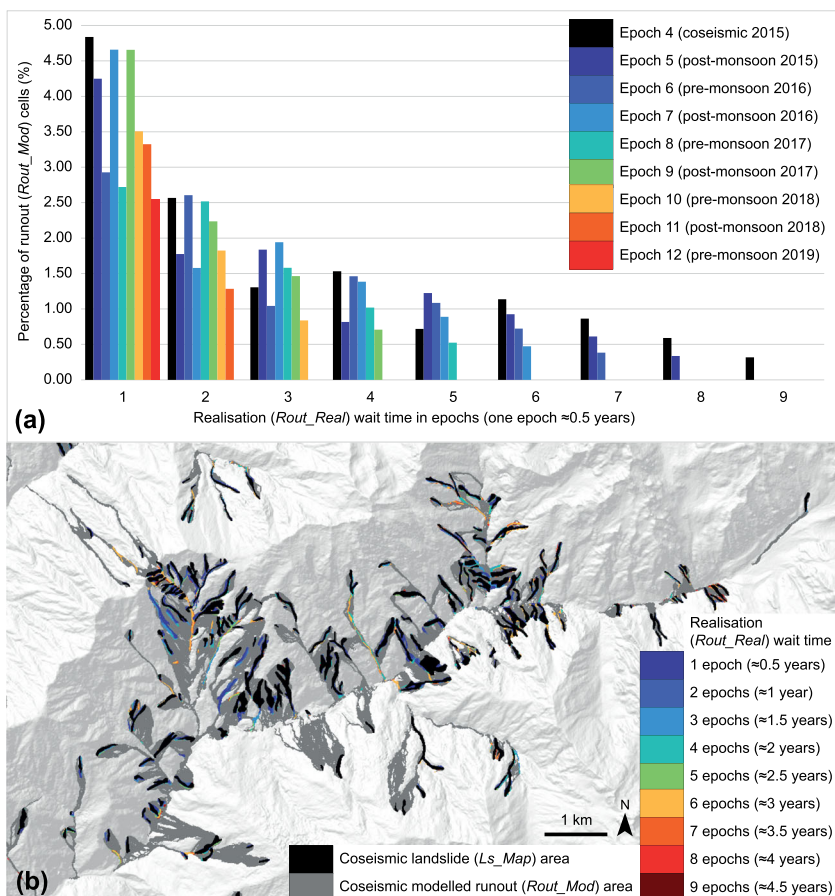 5.00
4.50
4.00
3.50
3.00
2.50
2.00
1.50
1.00
0.50
0.00
Percentage of runout (Rout_Mod) cells (%)
Epoch 4 (coseismic 2015)
Epoch 5 (post-monsoon 2015)
Epoch 6 (pre-monsoon 2016)
Epoch 7 (post-monsoon 2016)
Epoch 8 (pre-monsoon 2017)
Epoch 9 (post-monsoon 2017)
Epoch 10 (pre-monsoon 2018)
Epoch 11 (post-monsoon 2018)
Epoch 12 (pre-monsoon 2019)
1 2 3 4 5 6 7 8 9
(a)
Realisation (Rout_Real) wait time in epochs (one epoch ≈0.5 years)
Realisation
(Rout_Real) wait time
1 epoch (≈0.5 years)
2 epochs (≈1 year)
3 epochs (≈1.5 years)
4 epochs (≈2 years)
5 epochs (≈2.5 years)
6 epochs (≈3 years)
7 epochs (≈3.5 years)
8 epochs (≈4 years)
9 epochs (≈4.5 years)
1 km
N
(b)
Coseismic landslide (Ls_Map) area
Coseismic modelled runout (Rout_Mod) area